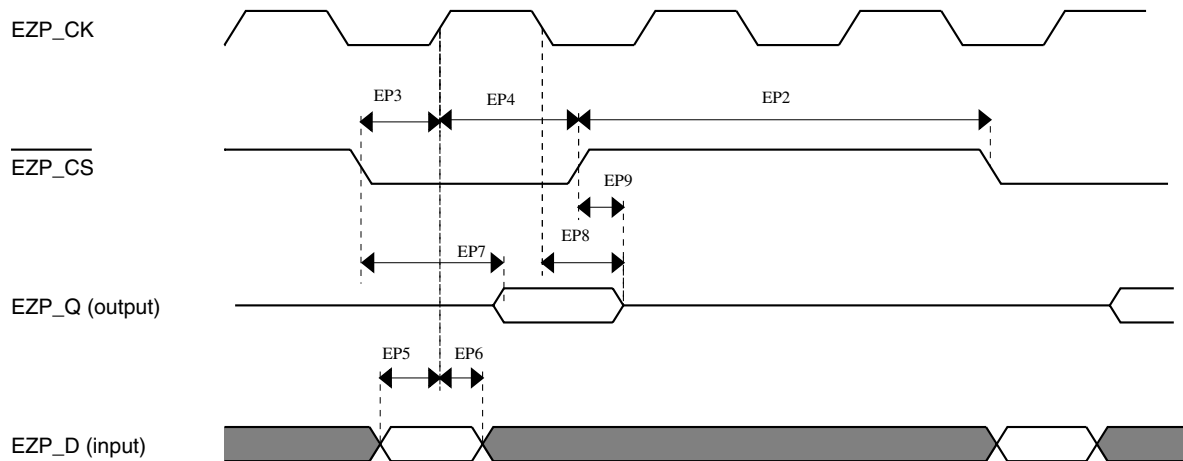 EZP_CK
EP3
EP4
EP2
EZP_CS
EP9
EP8
EP7
EZP_Q (output)
EP5
EP6
EZP_D (input)